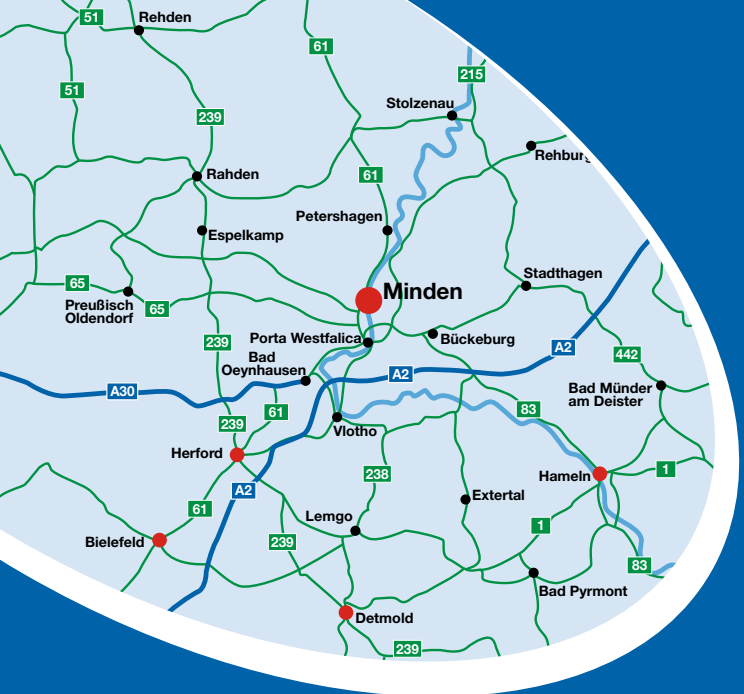 51
Rehden
61
215
51
Stolzenau
239
Rehburg
61
Rahden
Petershagen
Espelkamp
Stadthagen
65
Minden
Preußisch
Oldendorf
65
Porta Westfalica
Bückeburg
239
A2
442
Bad
Oeynhausen
A2
Bad Münder
am Deister
A30
61
83
239
Vlotho
Herford
1
238
Hameln
A2
Extertal
61
Lemgo
1
239
Bielefeld
83
Bad Pyrmont
Detmold
239